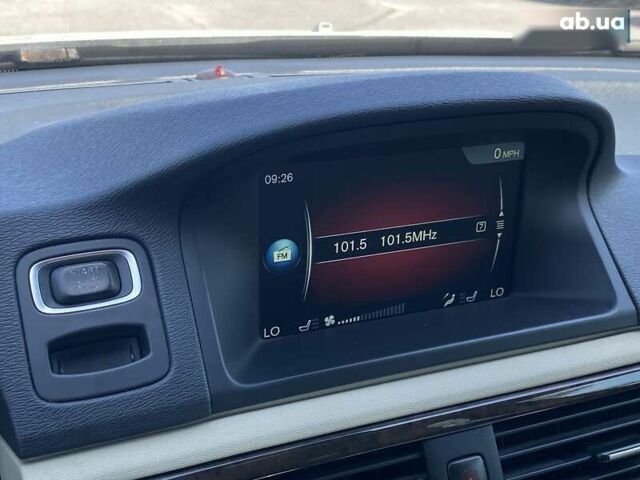 ab.ua
0 MPH
09:26
101.5 101.5MHz 7
FM
START
LO
LO